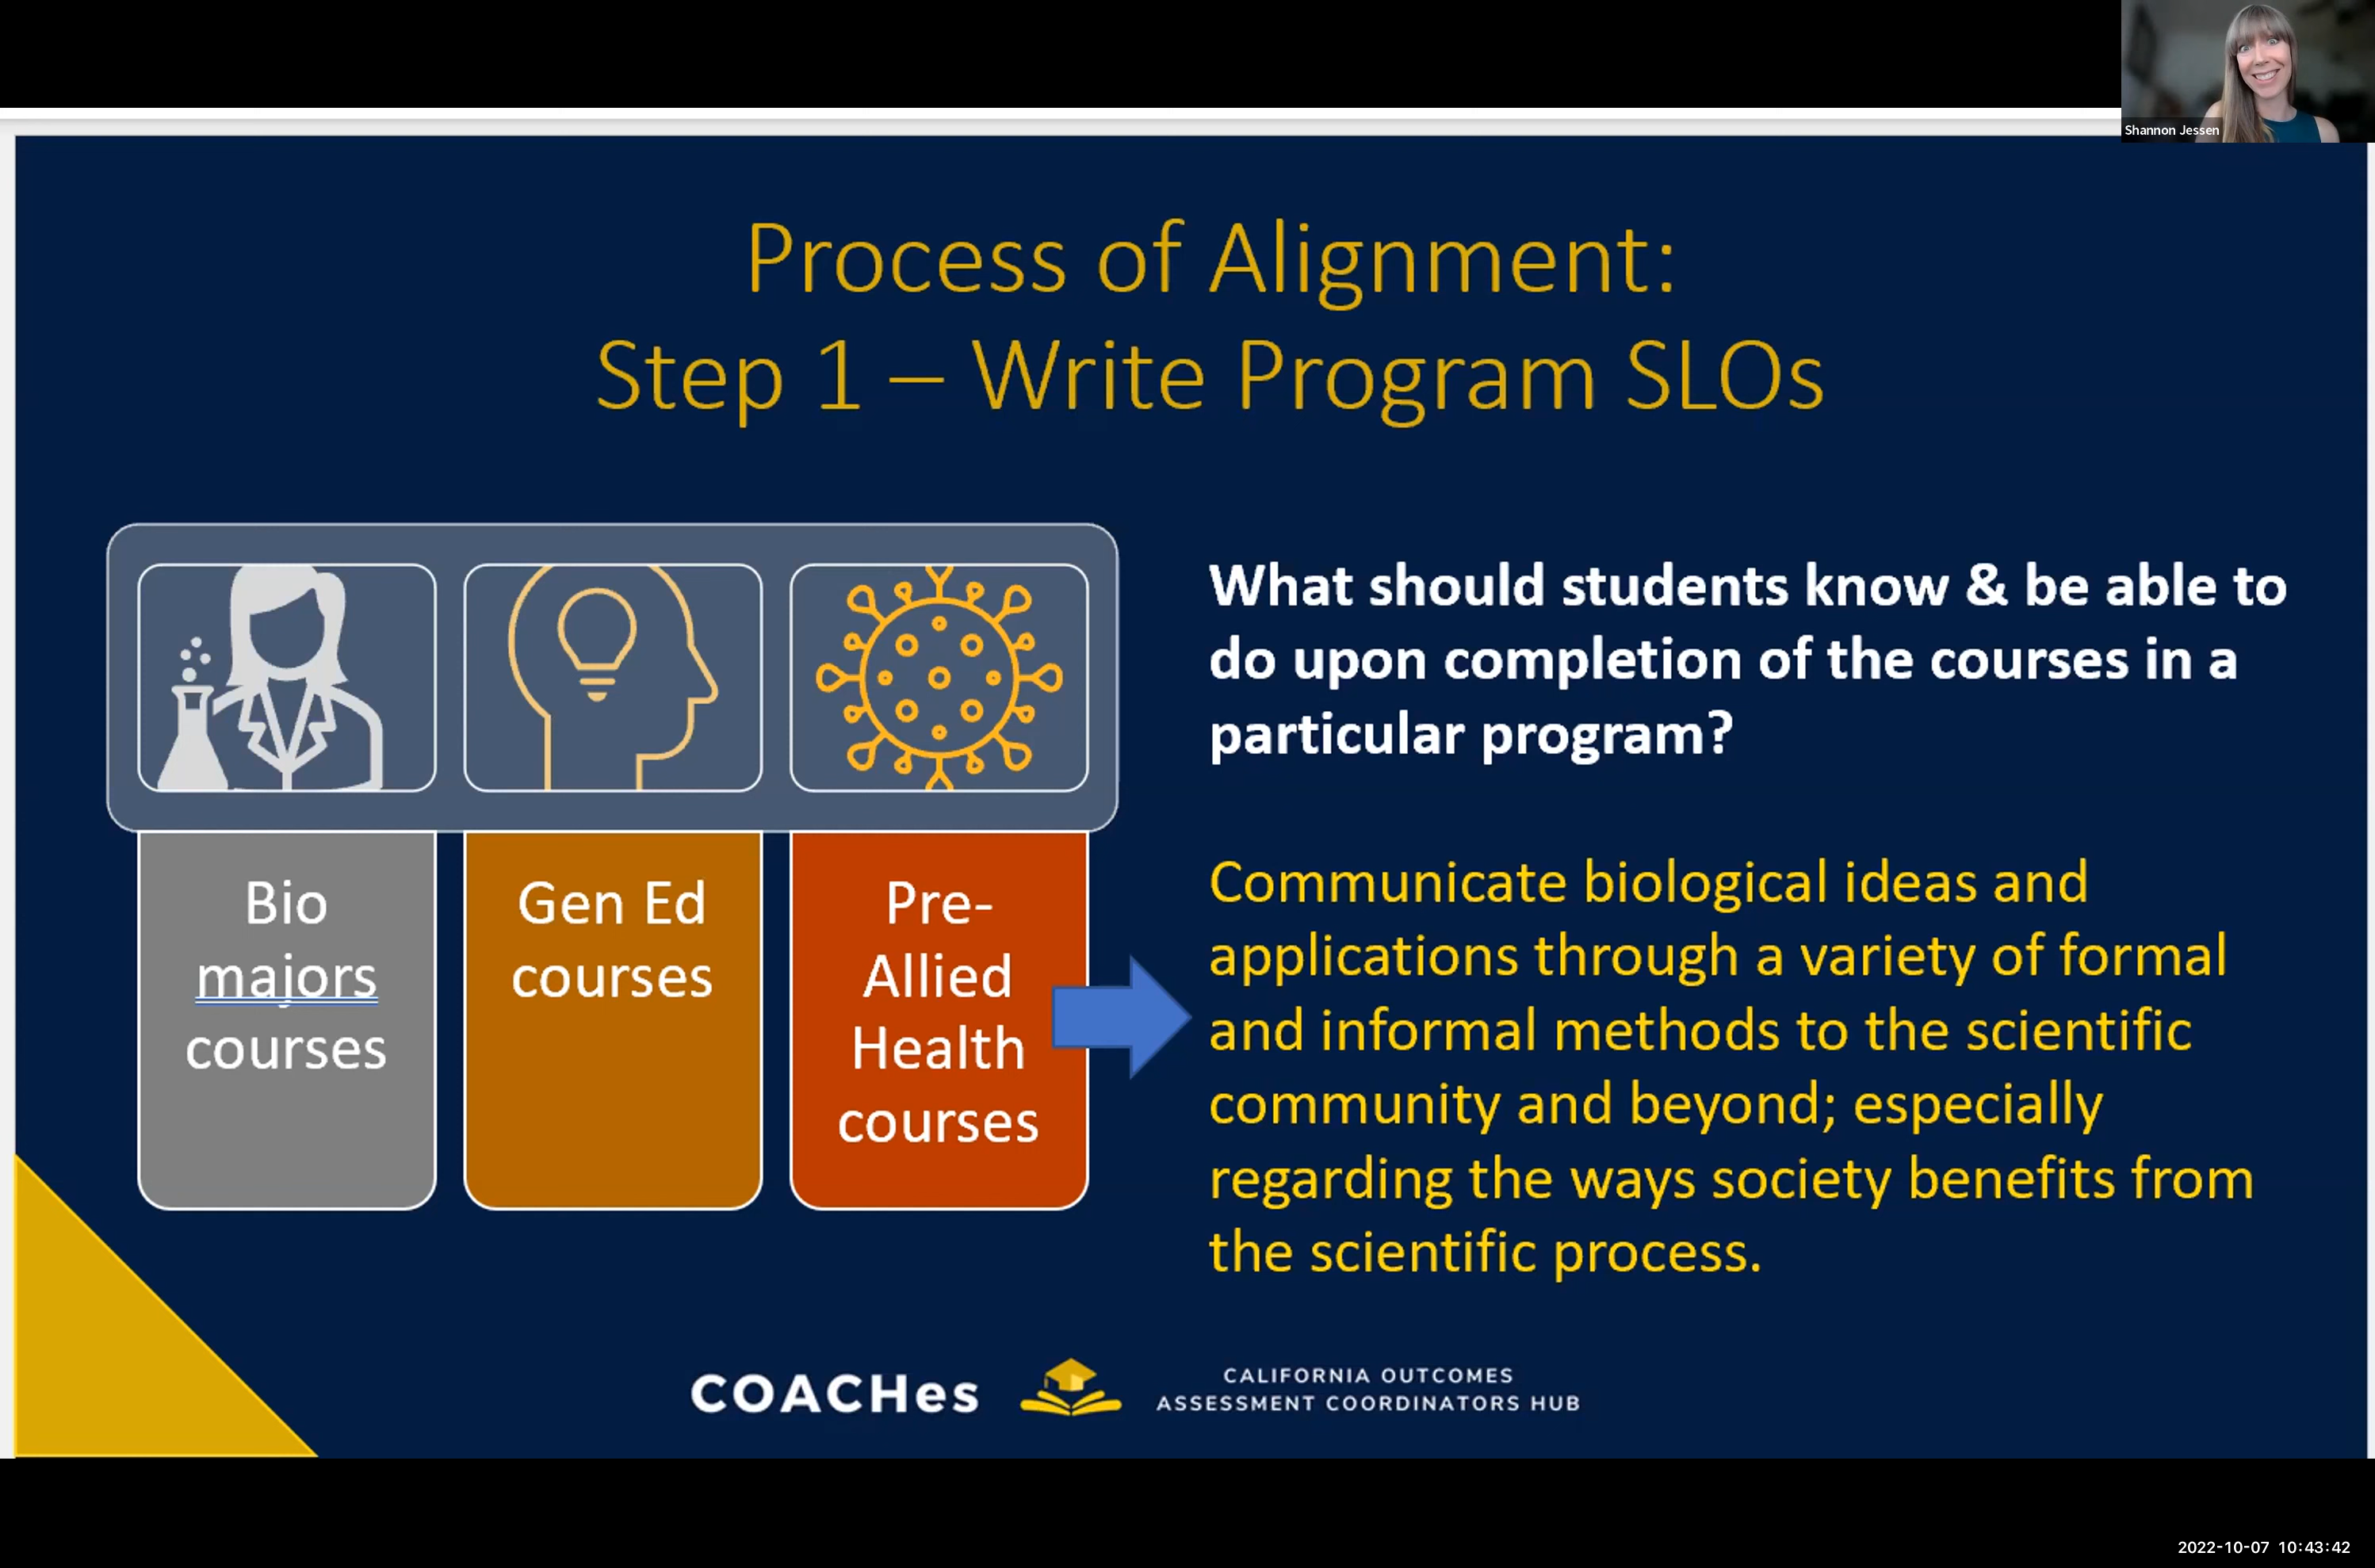 Shannon Jessen
Process of Alignment:
Step 1 – Write Program SLOs
Bio
majors
courses
Gen Ed
courses
Pre-
Allied
Health
courses
What should students know & be able to
do upon completion of the courses in a
particular program?
Communicate biological ideas and
applications through a variety of formal
and informal methods to the scientific
community and beyond; especially
regarding the ways society benefits from
the scientific process.
COACHes
CALIFORNIA OUTCOMES
ASSESSMENT COORDINATORS HUB
2022-10-07 10:43:42